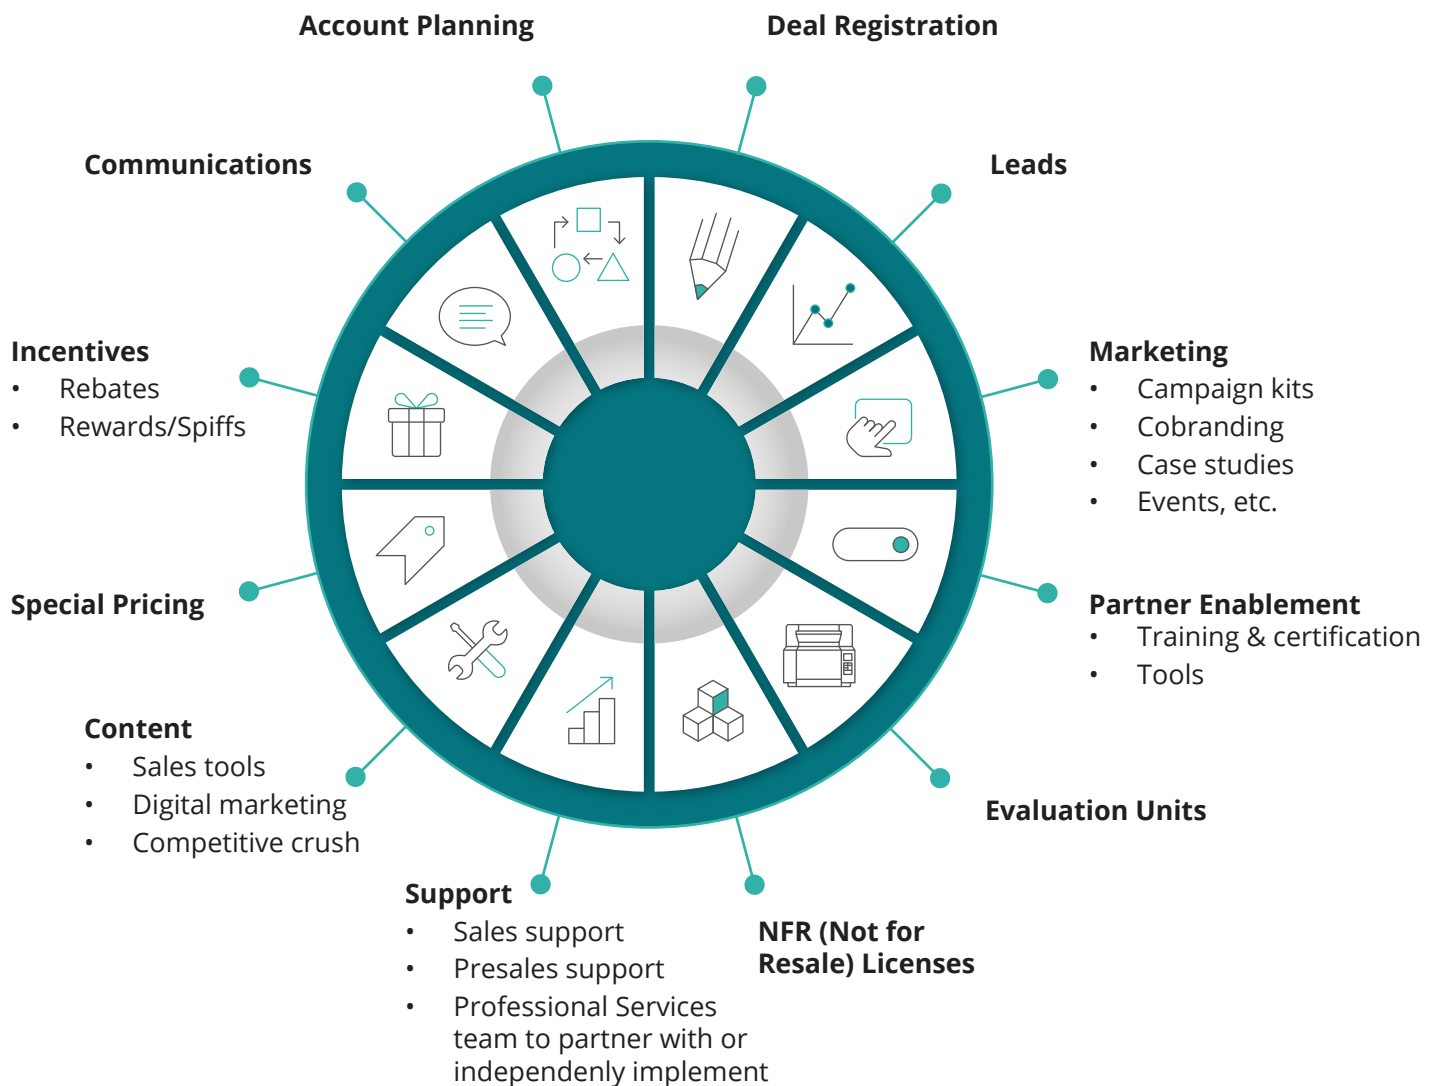 Account Planning
Deal Registration
Communications
Leads
Incentives
• Rebates
• Rewards/Spiffs
Marketing
• Campaign kits
• Cobranding
• Case studies
• Events, etc.
Special Pricing
Partner Enablement
• Training & certification
• Tools
Content
• Sales tools
• Digital marketing
• Competitive crush
Evaluation Units
Support
• Sales support
• Presales support
• Professional Services
team to partner with or
independenly implement
NFR (Not for
Resale) Licenses